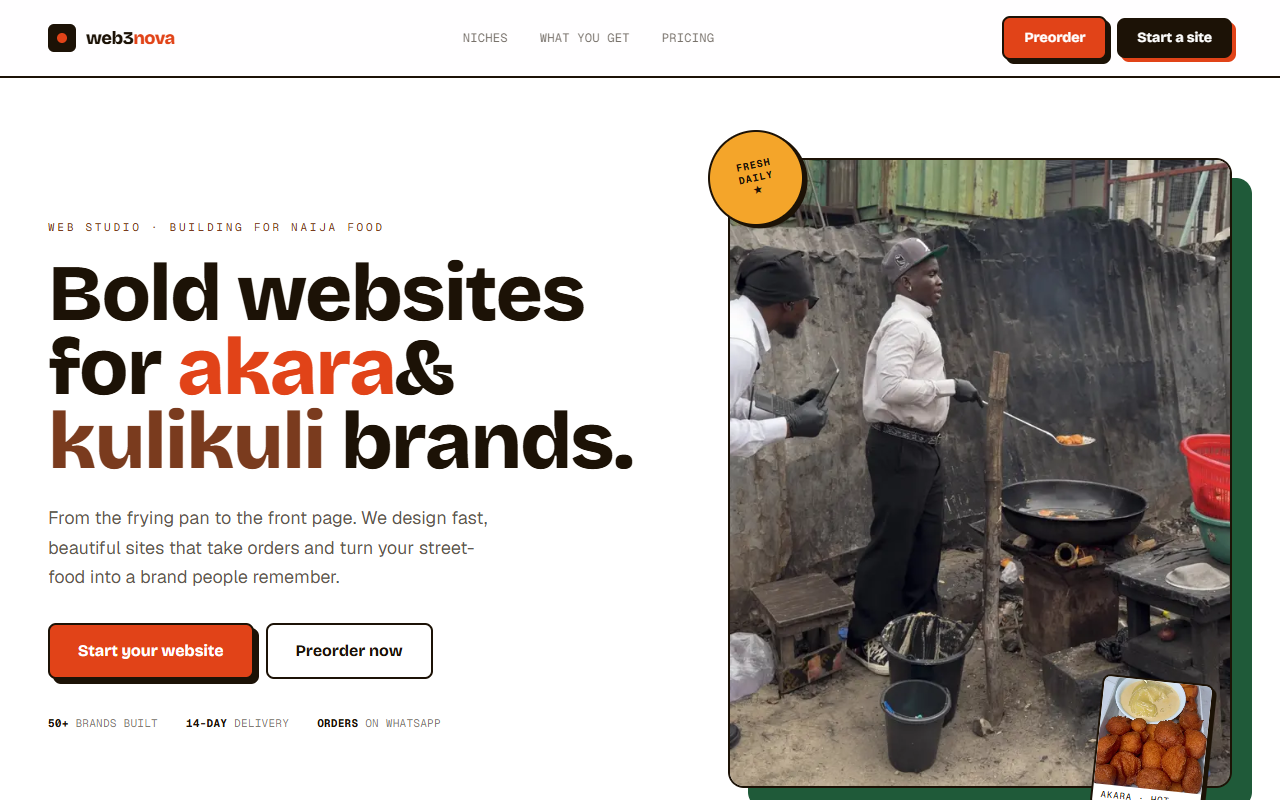 web3nova
NICHES WHAT YOU GET PRICING
Preorder
Start a site
FRESH
DAILY
★
WEB STUDIO · BUILDING FOR NAIJA FOOD
Bold websites
for akara&
kulikuli brands.
From the frying pan to the front page. We design fast,
beautiful sites that take orders and turn your street-
food into a brand people remember.
Start your website
Preorder now
50+ BRANDS BUILT 14-DAY DELIVERY ORDERS ON WHATSAPP
AKARA · HOT